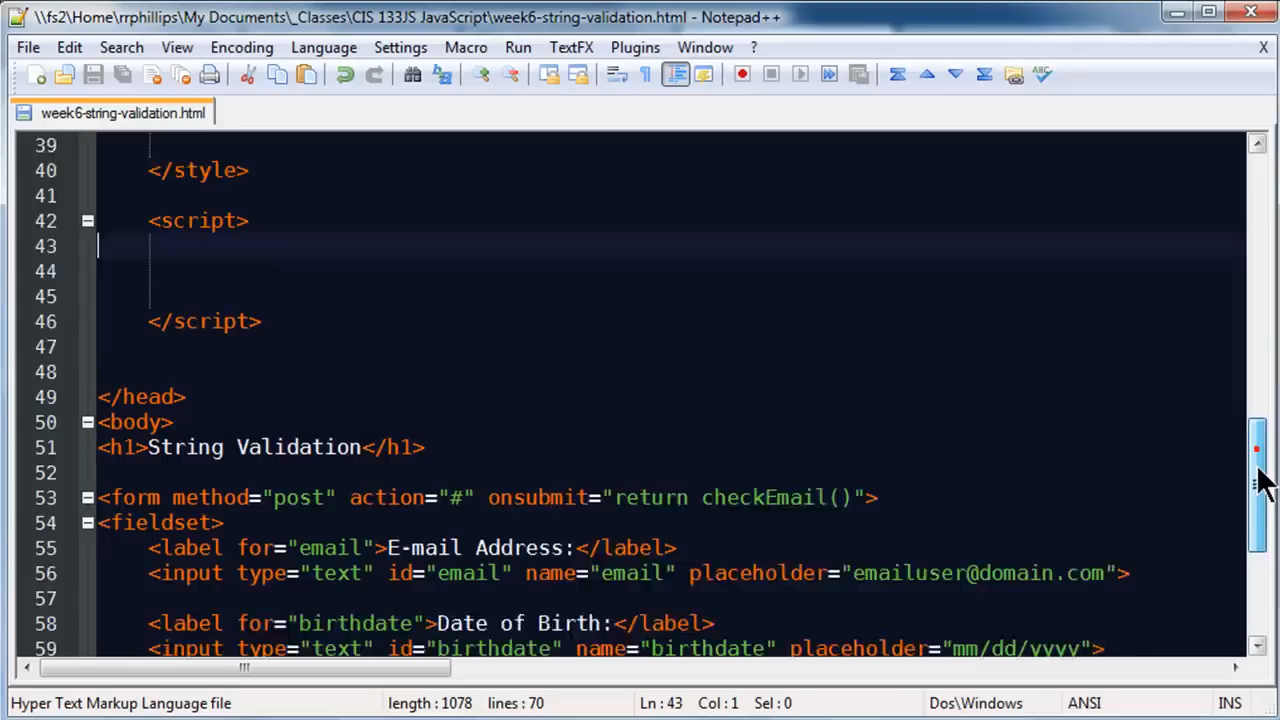 \\fs2\Home\rrphillips\My Documents\_Classes\CIS 133JS JavaScript\week6-string-validation.html - Notepad++
File Edit Search View Encoding Language Settings Macro Run TextFX Plugins Window ? X
week6-string-validation.html
39
40 </style>
41
42 <script>
43
44
45
46 </script>
47
48
49 </head>
50 <body>
51 <h1>String Validation</h1>
52
53 <form method="post" action="#" onsubmit="return checkEmail()">
54 <fieldset>
55 <label for="email">E-mail Address:</label>
56 <input type="text" id="email" name="email" placeholder="emailuser@domain.com">
57
58 <label for="birthdate">Date of Birth:</label>
59 <input type="text" id="birthdate" name="birthdate" placeholder="mm/dd/yyyy">
Hyper Text Markup Language file length : 1078 lines : 70 Ln : 43 Col : 1 Sel : 0 Dos\Windows ANSI INS